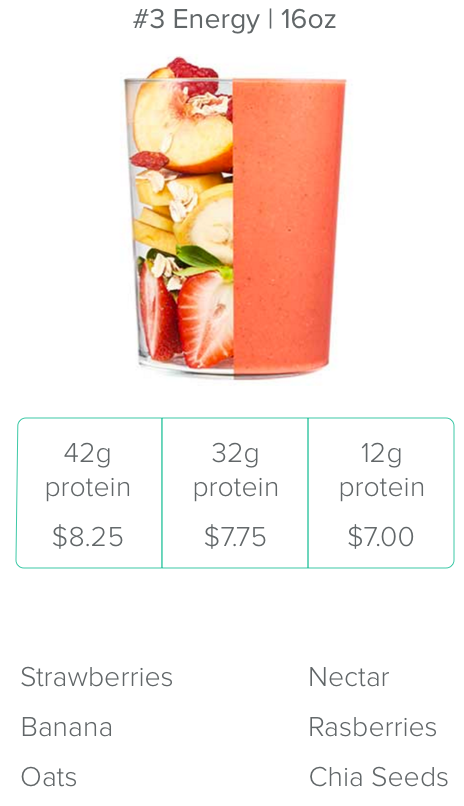 #3 Energy | 16oz
42g protein $8.25
32g protein $7.75
12g protein $7.00
Strawberries
Nectar
Banana
Rasberries
Oats
Chia Seeds